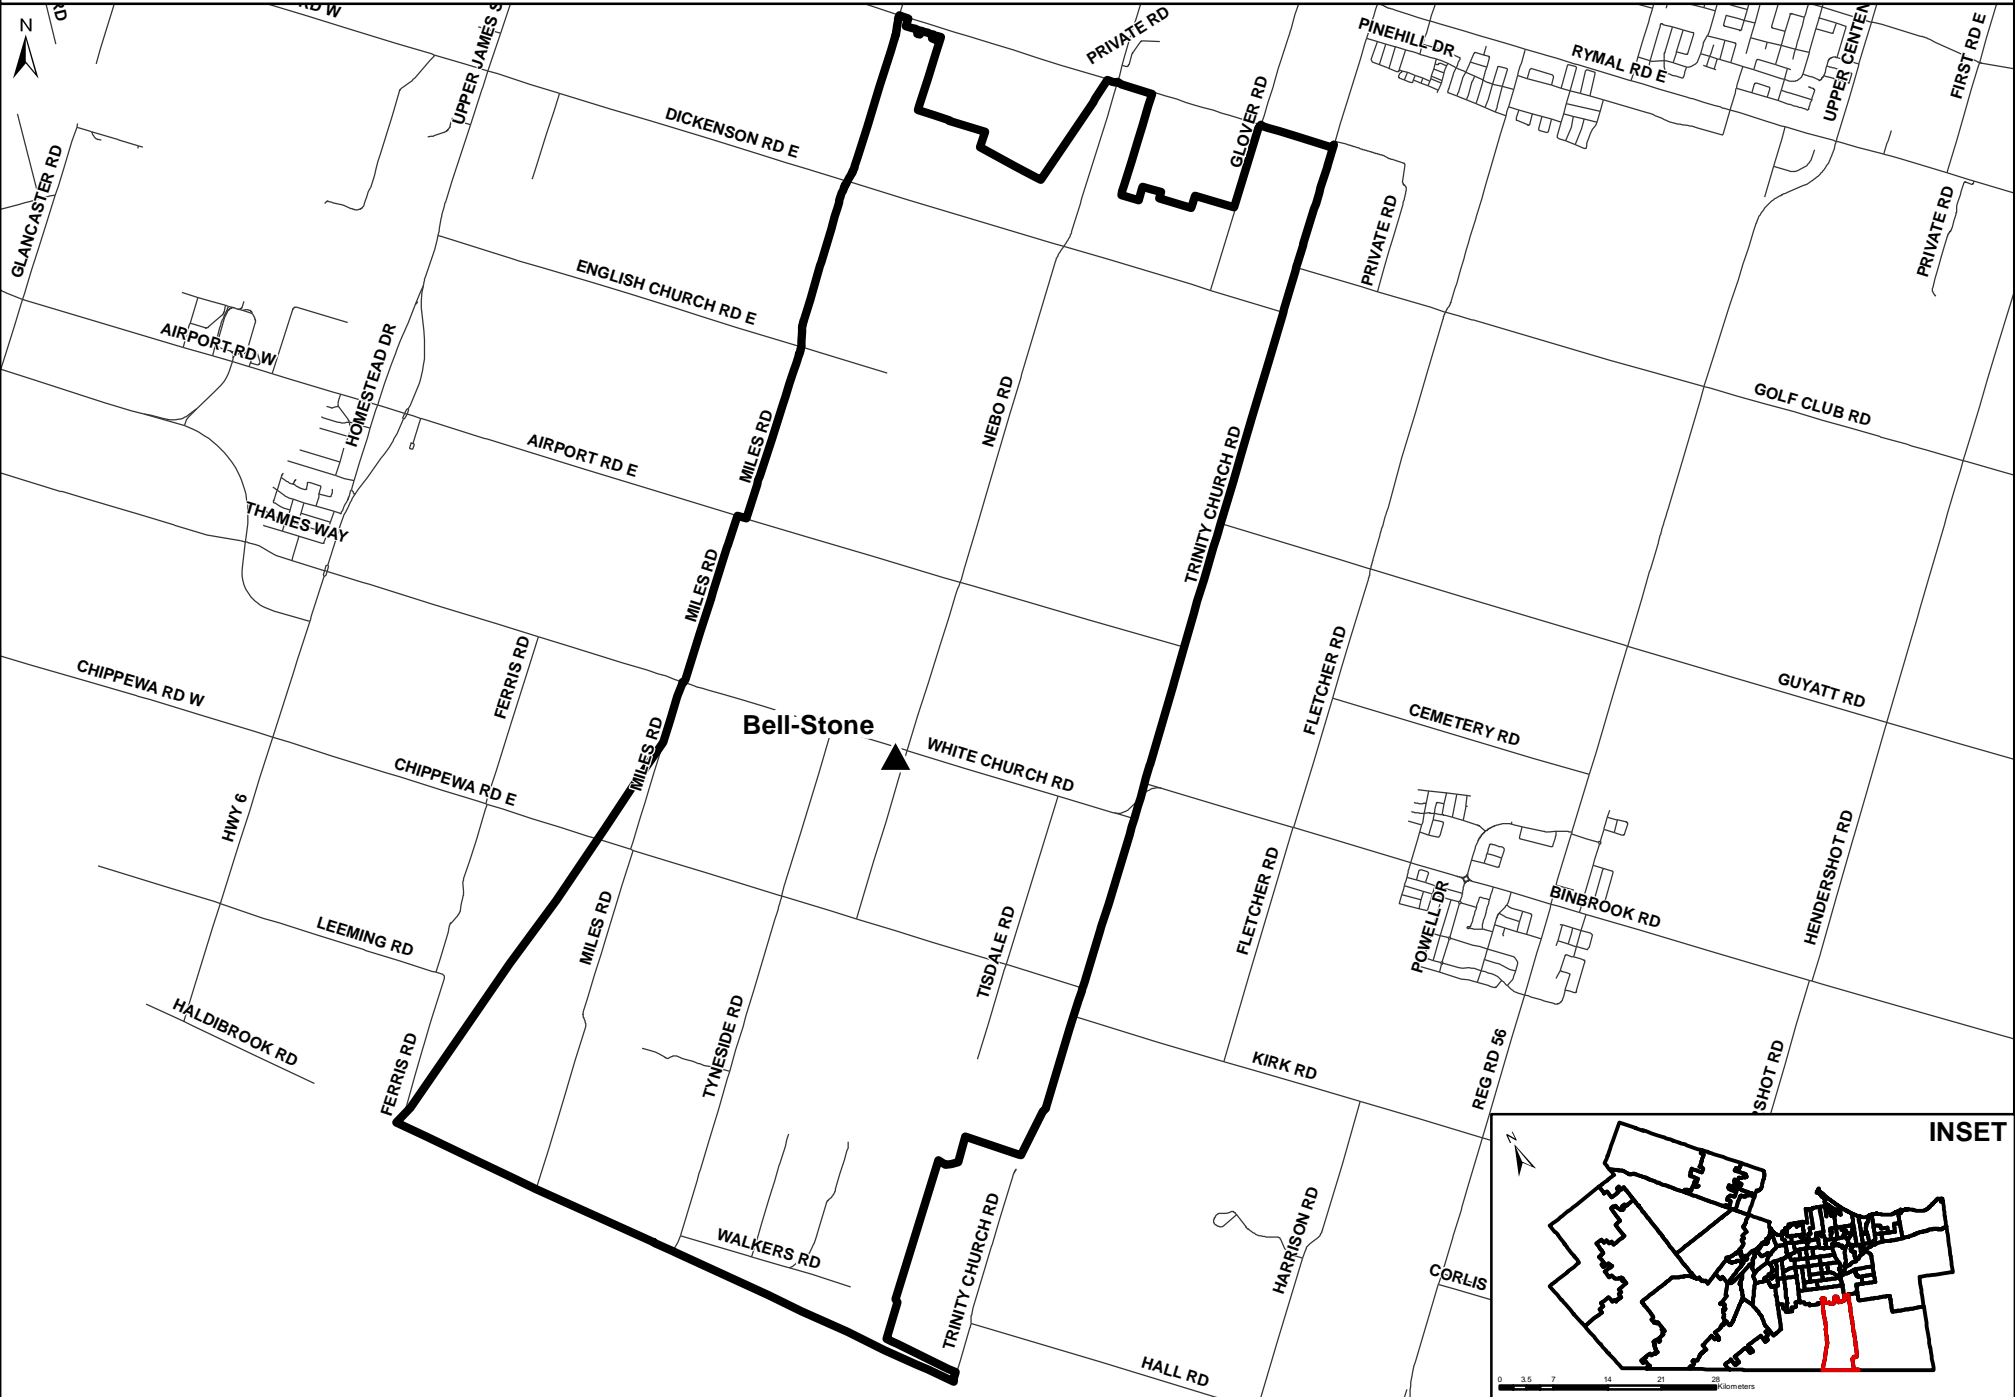 N
RD
RD W
UPPER JAMES S
PRIVATE RD
PINEHILL DR
RYMAL RD E
UPPER CENTEN
FIRST RD E
DICKENSON RD E
GLOVER RD
GLANCASTER RD
PRIVATE RD
PRIVATE RD
ENGLISH CHURCH RD E
AIRPORT RD W
HOMESTEAD DR
NEBO RD
GOLF CLUB RD
MILES RD
AIRPORT RD E
TRINITY CHURCH RD
THAMES WAY
MILES RD
FERRIS RD
FLETCHER RD
CHIPPEWA RD W
GUYATT RD
CEMETERY RD
Bell-Stone
MILES RD
WHITE CHURCH RD
CHIPPEWA RD E
HWY 6
HENDERSHOT RD
FLETCHER RD
BINBROOK RD
POWELL DR
LEEMING RD
MILES RD
TISDALE RD
HALDIBROOK RD
TYNESIDE RD
FERRIS RD
KIRK RD
REG RD 56
SHOT RD
INSET
N
TRINITY CHURCH RD
HARRISON RD
WALKERS RD
CORLIS
HALL RD
0 3.5 7 14 21 28
Kilometers